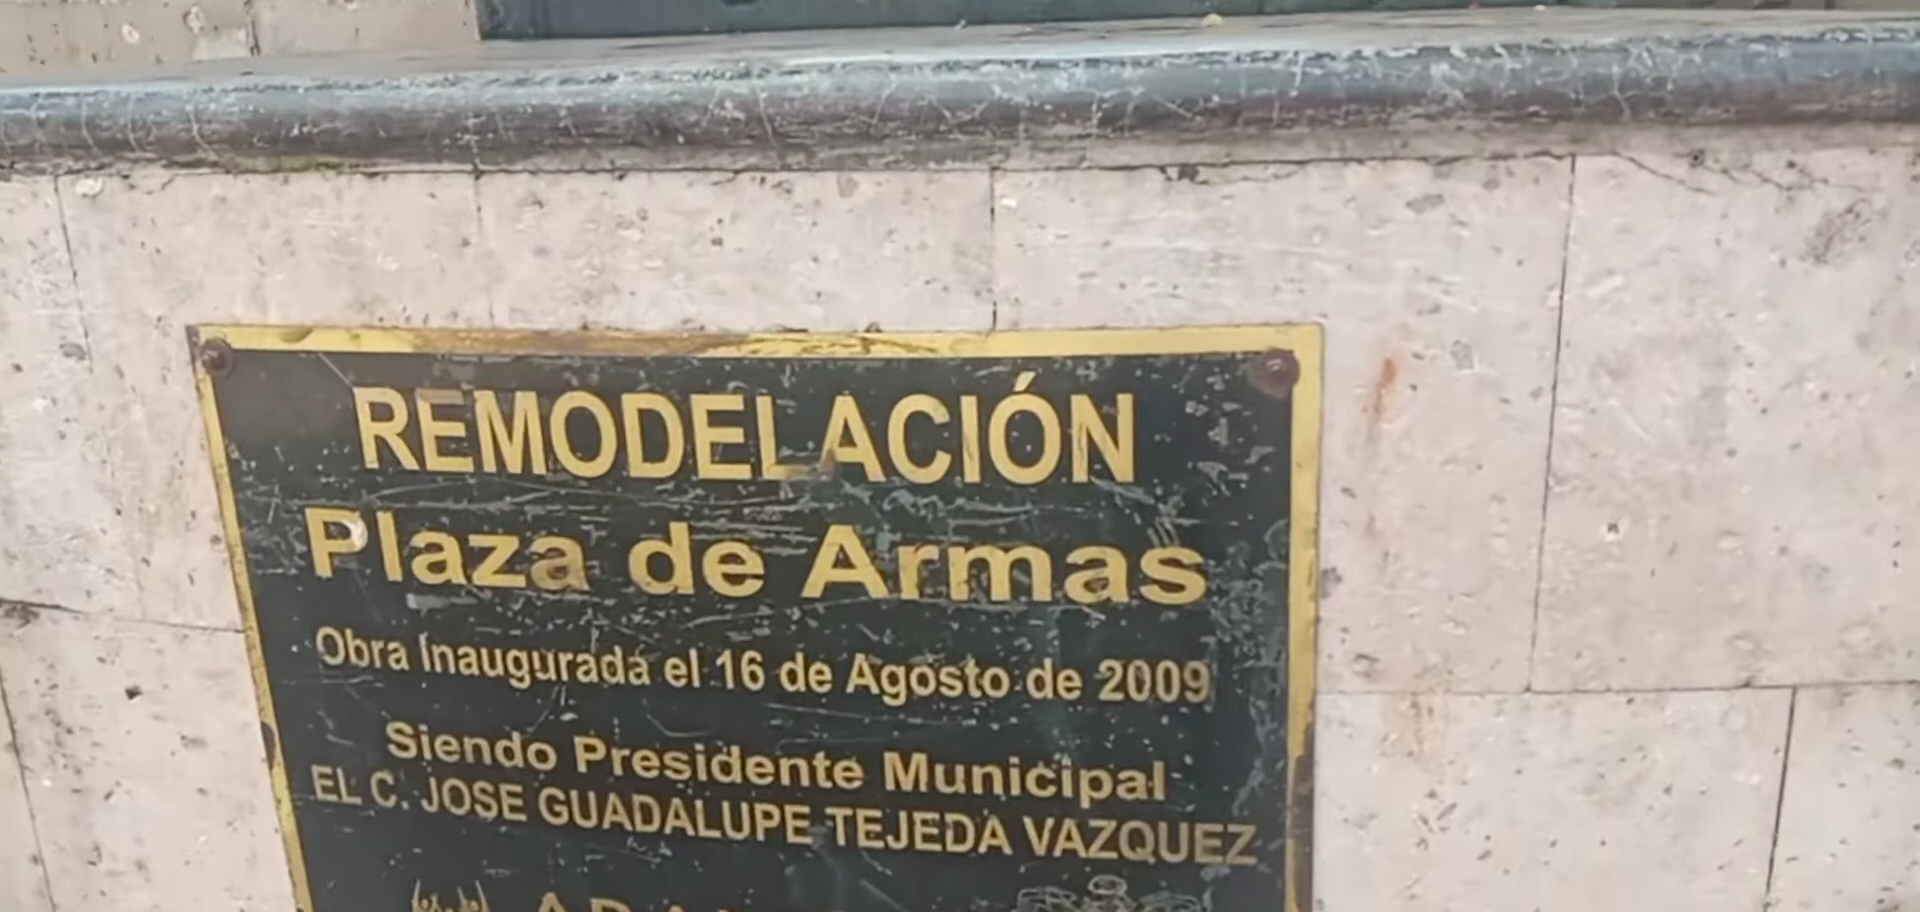 REMODELACIÓN
Plaza de Armas
Obra Inaugurada el 16 de Agosto de 2009
Siendo Presidente Municipal
EL C. JOSE GUADALUPE TEJEDA VAZQUEZ